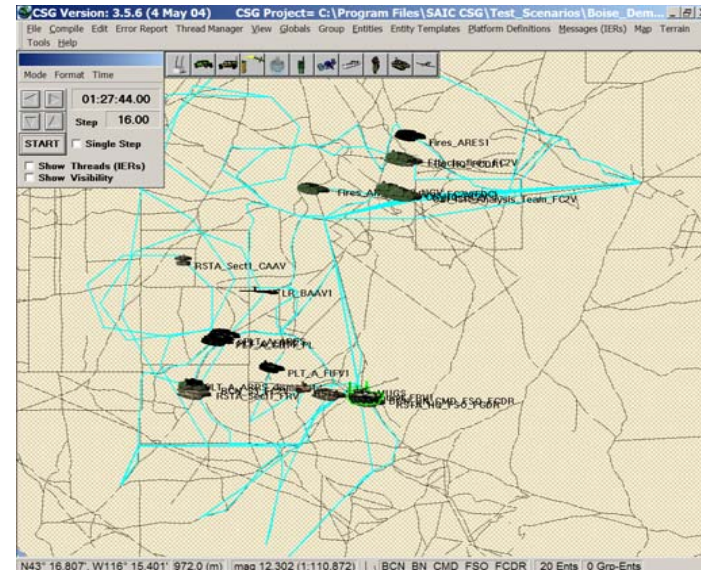 CSG Version: 3.5.6 (4 May 04) CSG Project= C:\Program Files\SAIC CSG\Test_Scenarios\Boise_Dem...
File Compile Edit Error Report Thread Manager View Globals Group Entities Entity Templates Platform Definitions Messages (IERs) Map Terrain
Tools Help
Mode Format Time
01:27:44.00
Step 16.00
START Single Step
Show Threads (IERs)
Show Visibility
Fires_ARES1
RSTA_Sect1_CAAV
LR_BAAV1
PLT_A_FIFV1
RSTA_Sect1_FRV
RSTA_HQ_FSO_FCDR
N43° 16.807', W116° 15.401' 972.0 (m) mag 12.302 (1:110,872) BCN_BN_CMD_FSO_FCDR 20 Ents 0 Grp-Ents